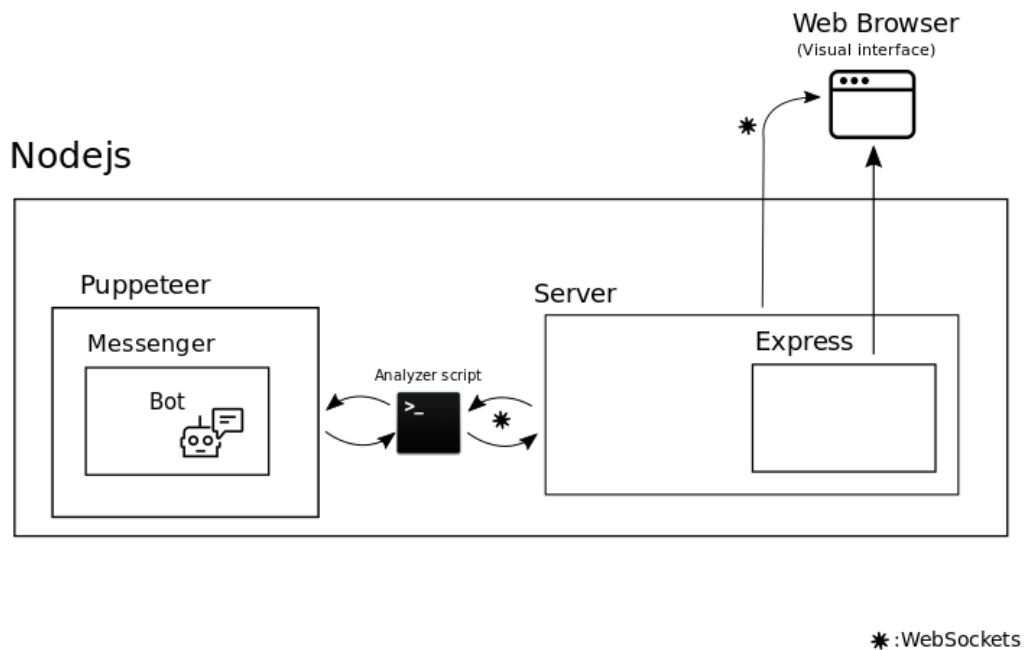 Web Browser
(Visual interface)
Nodejs
Puppeteer
Server
Messenger
Express
Analyzer script
Bot
>_
:WebSockets